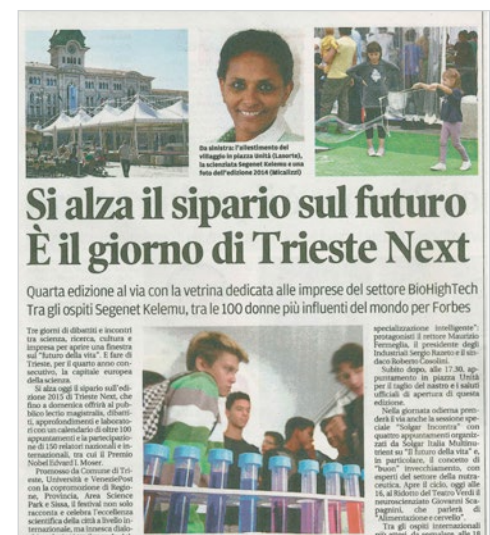 Da sinistra: l'allestimento del
villaggio in piazza Unità (Lasorte),
la scienziata Segenet Kelemu e una
foto dell'edizione 2014 (Micalizzi)
Si alza il sipario sul futuro
È il giorno di Trieste Next
Quarta edizione al via con la vetrina dedicata alle imprese del settore BioHighTech
Tra gli ospiti Segenet Kelemu, tra le 100 donne più influenti del mondo per Forbes
Tre giorni di dibattiti e incontri
tra scienza, ricerca, cultura e
impresa per aprire una finestra
sul "futuro della vita". E fare di
Trieste, per il quarto anno con-
secutivo, la capitale europea
della scienza.
Si alza oggi il sipario sull'edi-
zione 2015 di Trieste Next, che
fino a domenica offrirà al pub-
blico lectio magistralis, dibatti-
ti, approfondimenti e laborato-
ri con un calendario di oltre 100
appuntamenti e la partecipazio-
ne di 150 relatori nazionali e in-
ternazionali, tra cui il Premio
Nobel Edvard I. Moser.
Promosso da Comune di Tri-
este, Università e VeneziePost
con la copromozione di Regio-
ne, Provincia, Area Science
Park e Sissa, il festival non solo
racconta e celebra l'eccellenza
scientifica della città a livello in-
ternazionale, ma innesca dialo-
specializzazione intelligente":
protagonisti il rettore Maurizio
Fermeglia, il presidente degli
Industriali Sergio Razeto e il sin-
daco Roberto Cosolini.
Subito dopo, alle 17.30, ap-
puntamento in piazza Unità
per il taglio del nastro e i saluti
ufficiali di apertura di questa
edizione.
Nella giornata odierna pren-
derà il via anche la sessione spe-
ciale "Solgar Incontra" con
quattro appuntamenti organiz-
zati da Solgar Italia Multinu-
trient su "Il futuro della vita" e,
in particolare, il concetto di
"buon" invecchiamento, con
esperti del settore della nutra-
ceutica. Apre il ciclo, oggi alle
16, al Ridotto del Teatro Verdi il
neuroscienziato Giovanni Sca-
pagnini, che parlerà di
"Alimentazione e cervello".
Tra gli ospiti internazionali